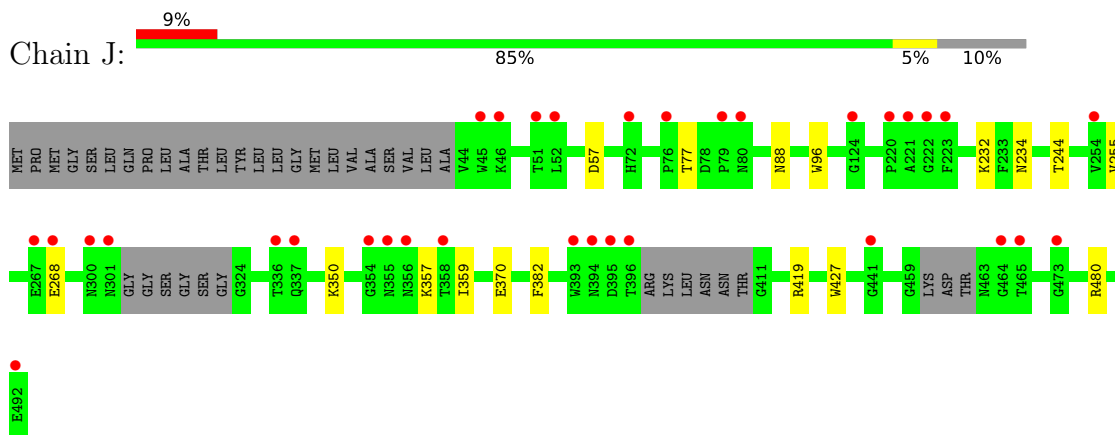 9%
Chain J:
85% 5% 10%
MET PRO MET GLY SER LEU LEU GLN PRO LEU ALA THR LEU TYR LEU LEU GLY MET LEU VAL ALA SER VAL LEU ALA V44 W45 K46 T51 L52 D57 H72 P76 T77 D78 P79 N80 N88 W96 G124 P220 A221 G222 F223 K232 F233 N234 T244 V254
E267 E268 N300 N301 GLY GLY SER GLY SER GLY G324 T336 Q337 K350 G354 N355 N356 K357 T358 I359 E370 F382 W393 N394 D395 T396 ARG LYS LEU ASN ASN THR G411 R419 W427 G441 G459 LYS ASP THR N463 G464 T465 G473 R480
E492